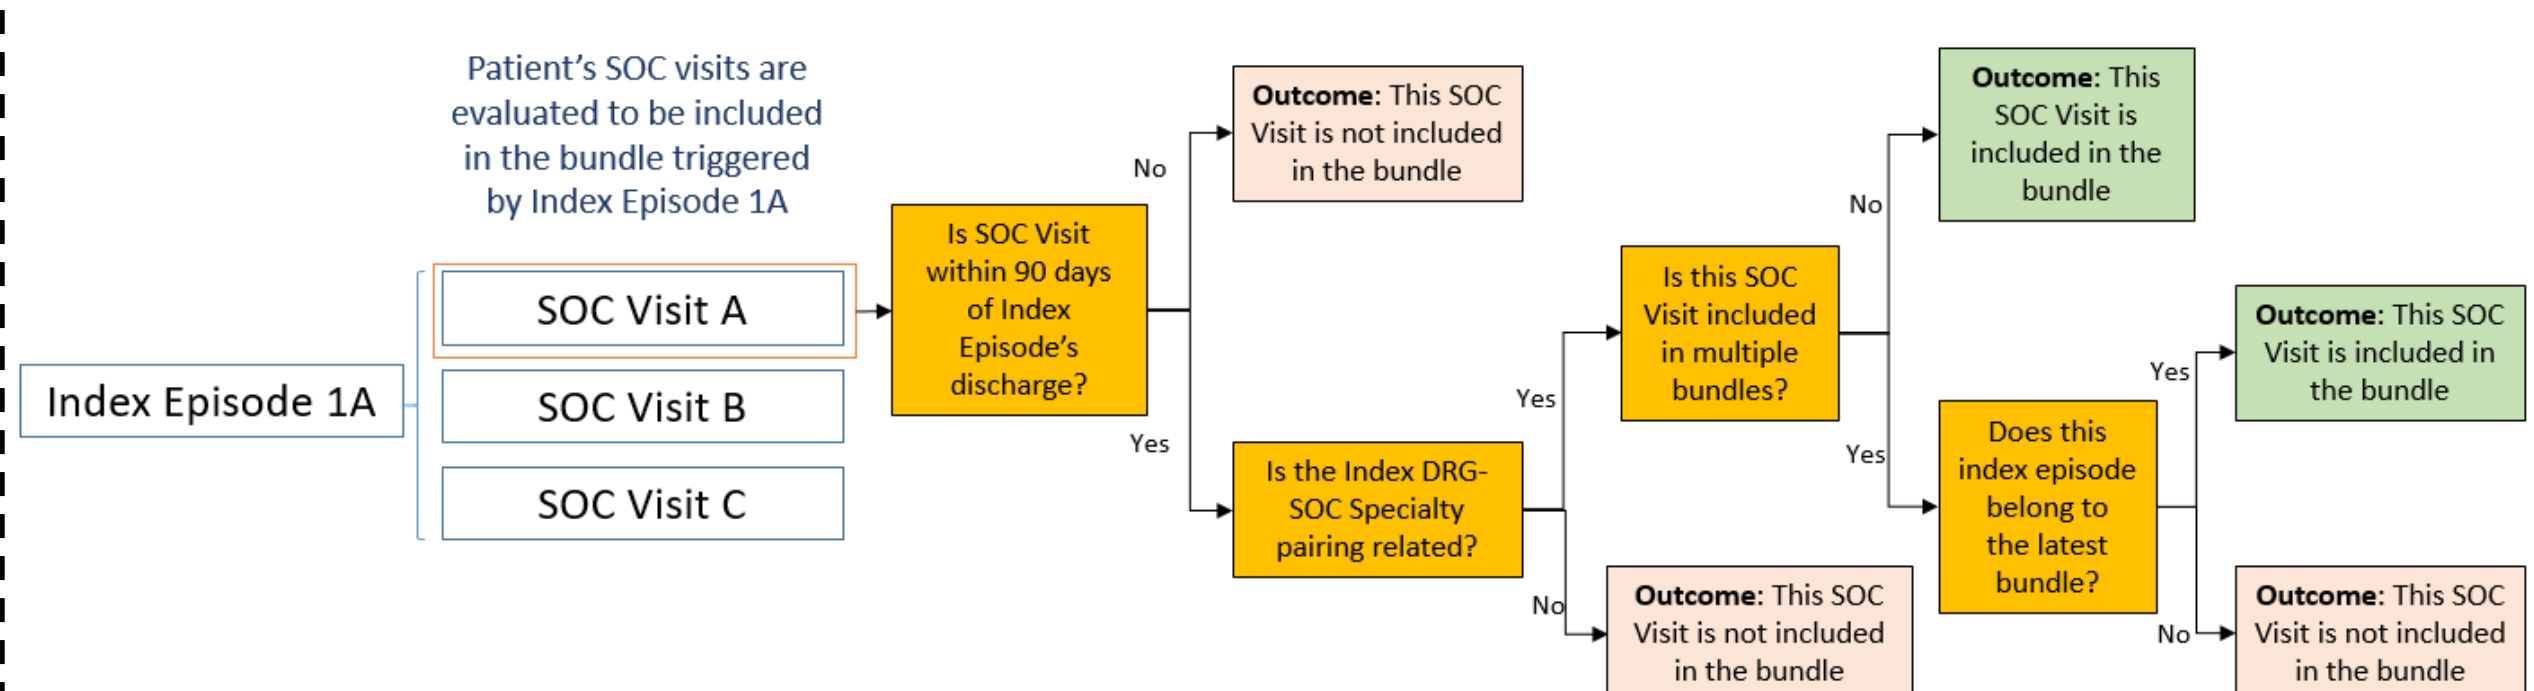 Patient’s SOC visits are
evaluated to be included
in the bundle triggered
by Index Episode 1A
Index Episode 1A
SOC Visit A
SOC Visit B
SOC Visit C
Is SOC Visit
within 90 days
of Index
Episode’s
discharge?
No
Outcome: This SOC
Visit is not included
in the bundle
Yes
Is the Index DRG-
SOC Specialty
pairing related?
Yes
Is this SOC
Visit included
in multiple
bundles?
No
Outcome: This SOC
Visit is not included
in the bundle
No
Outcome: This
SOC Visit is
included in the
bundle
Yes
Does this
index episode
belong to
the latest
bundle?
Yes
Outcome: This SOC
Visit is included in
the bundle
No
Outcome: This SOC
Visit is not included
in the bundle